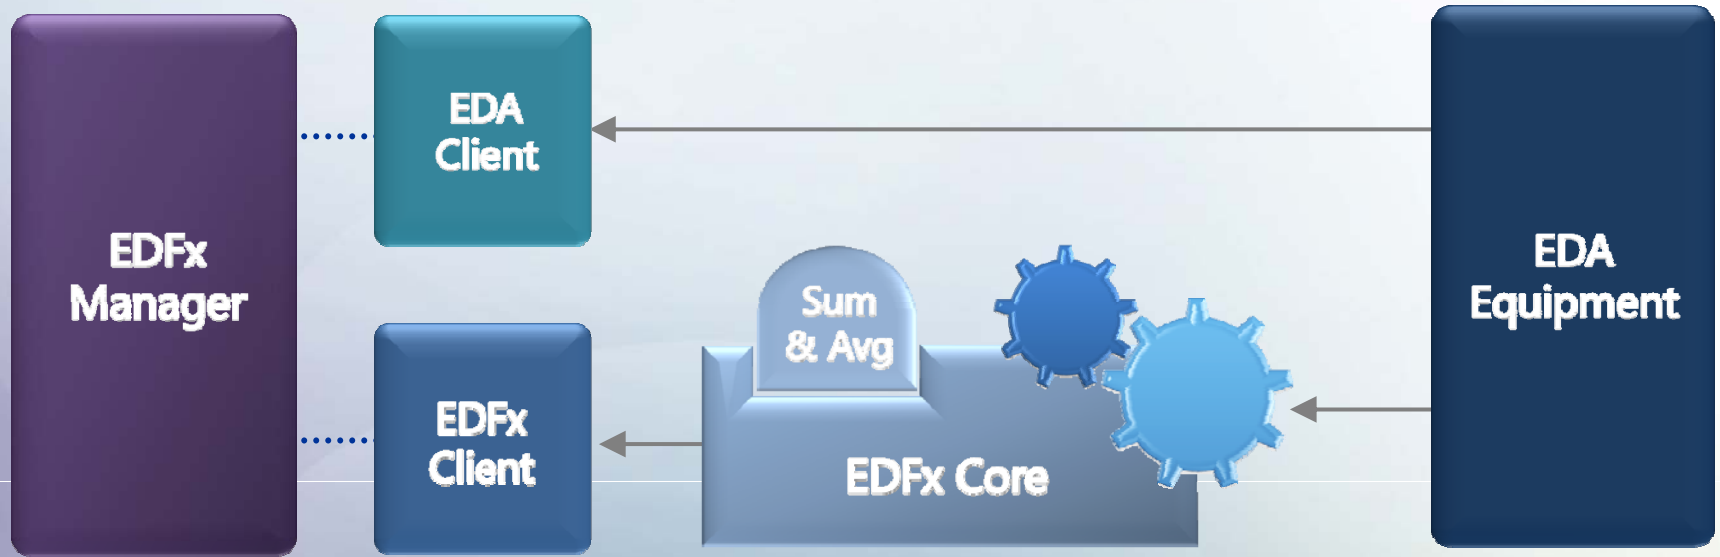 EDFx
Manager
EDA
Client
EDFx
Client
Sum
& Avg
EDFx Core
EDA
Equipment